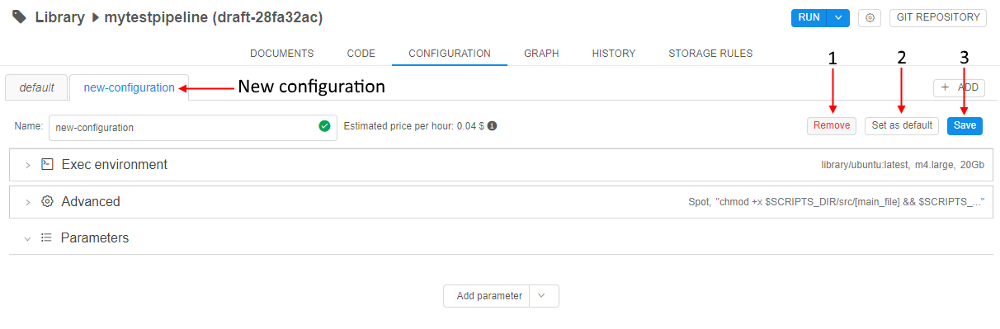 Library ▸ mytestpipeline (draft-28fa32ac)
RUN
GIT REPOSITORY
DOCUMENTS CODE CONFIGURATION GRAPH HISTORY STORAGE RULES
1 2 3
default new-configuration New configuration + ADD
Name: new-configuration Estimated price per hour: 0.04 $ Remove Set as default Save
Exec environment library/ubuntu:latest, m4.large, 20Gb
Advanced Spot, "chmod +x $SCRIPTS_DIR/src/[main_file] && $SCRIPTS_..."
Parameters
Add parameter